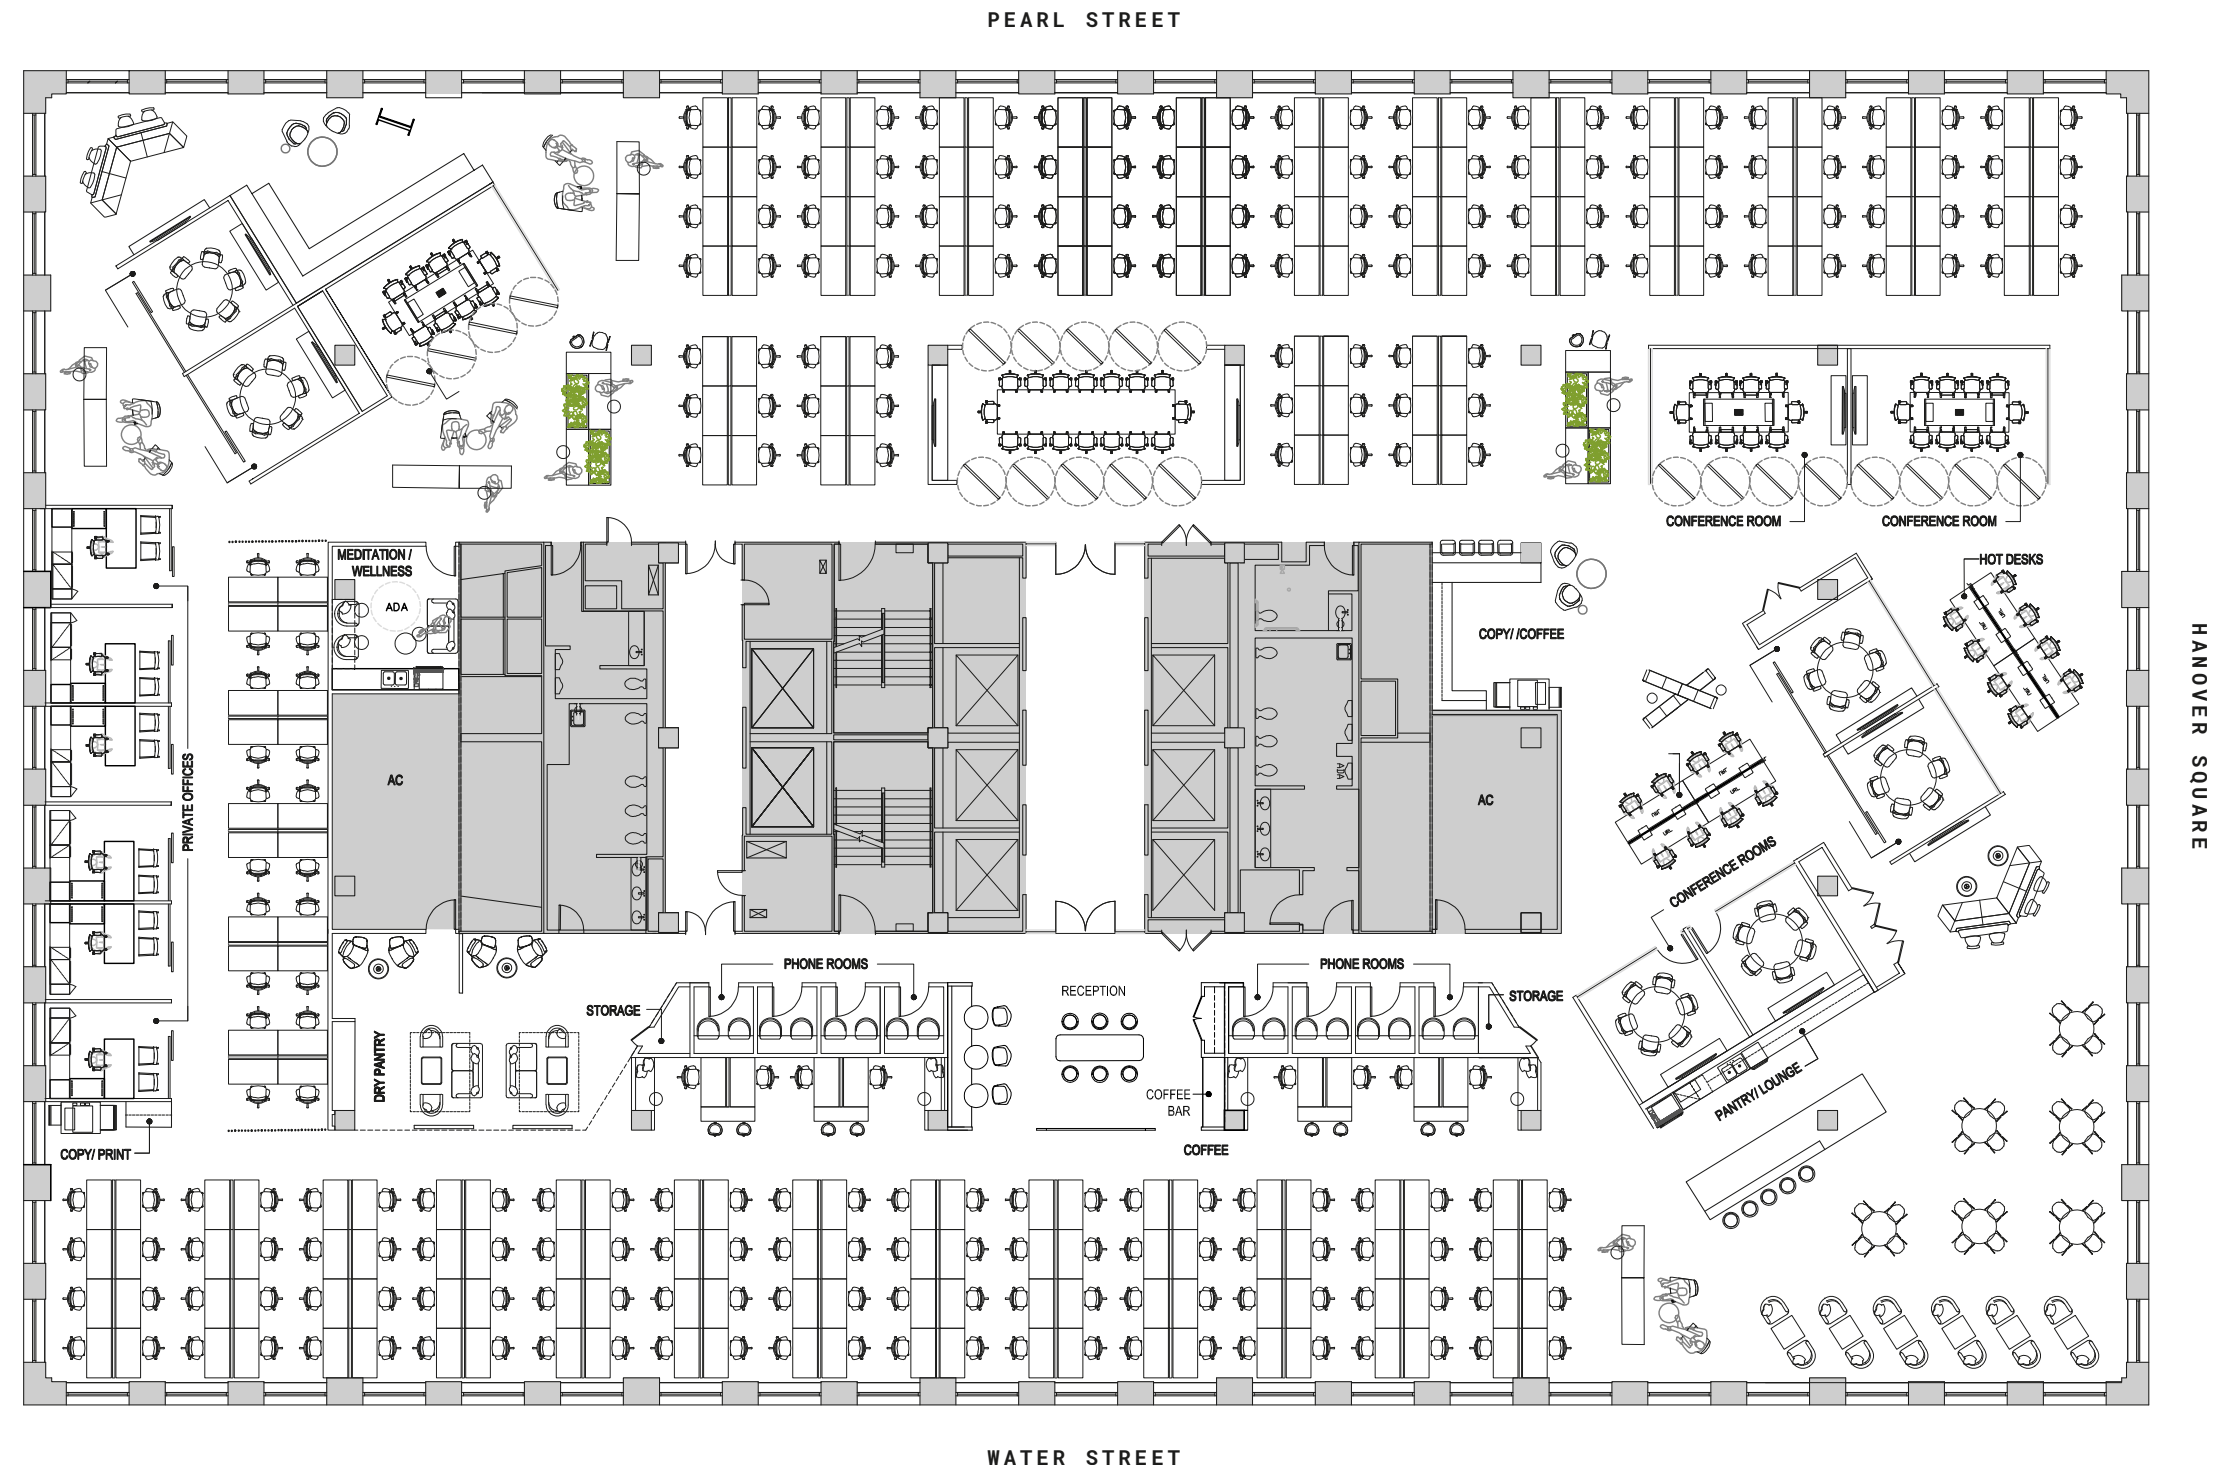 PEARL STREET
CONFERENCE ROOM
CONFERENCE ROOM
MEDITATION /
WELLNESS
ADA
HOT DESKS
COPY/ /COFFEE
HANOVER SQUARE
PRIVATE OFFICES
AC
ADA
AC
CONFERENCE ROOMS
PHONE ROOMS
PHONE ROOMS
RECEPTION
STORAGE
STORAGE
DRY PANTRY
PANTRY/ LOUNGE
COFFEE
BAR
COPY/ PRINT
COFFEE
WATER STREET